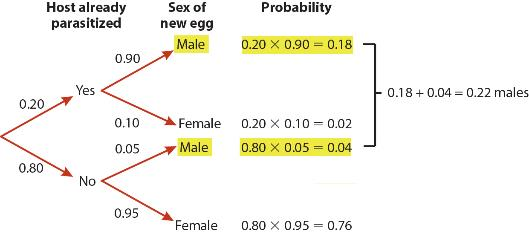 Host already parasitized
Sex of new egg
Probability
Male
0.20 × 0.90 = 0.18
0.90
Yes
0.20
0.18 + 0.04 = 0.22 males
0.10
Female
0.20 × 0.10 = 0.02
0.05
Male
0.80 × 0.05 = 0.04
0.80
No
0.95
Female
0.80 × 0.95 = 0.76